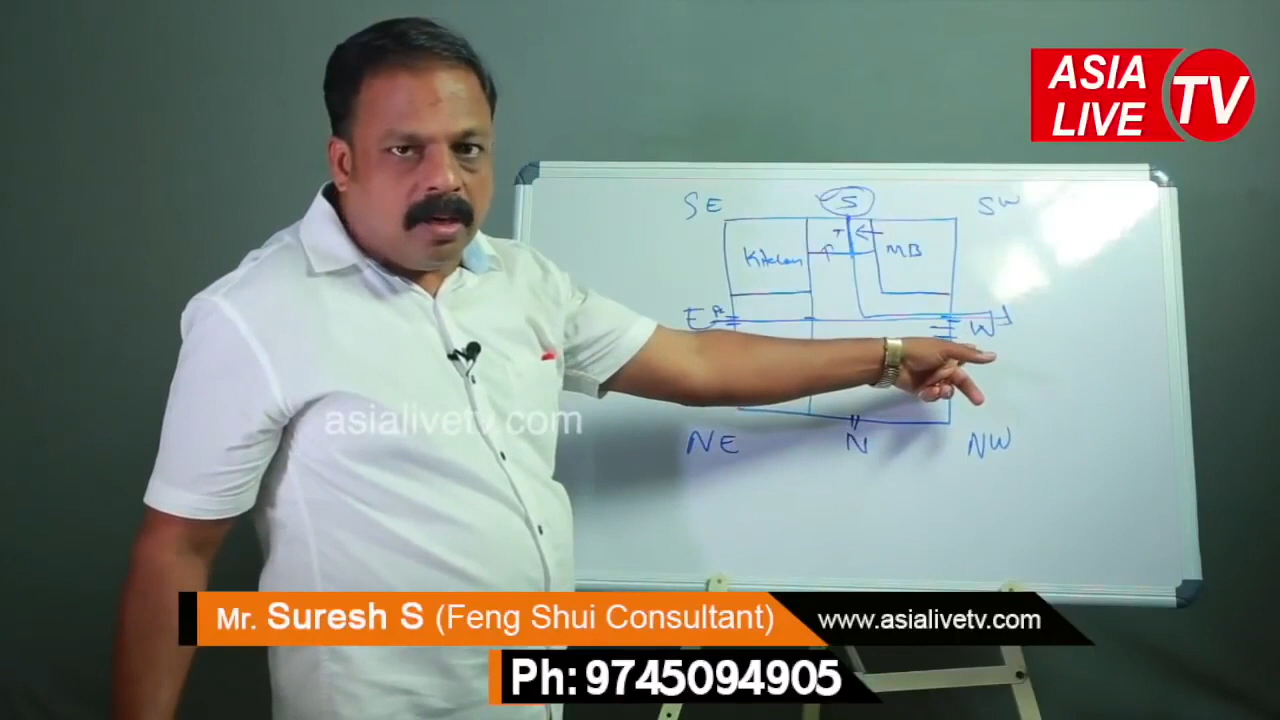 ASIA
LIVE
TV
SE
S
SW
T
Kitchen
MB
E
W
asialivetv.com
NE
N
NW
Mr. Suresh S (Feng Shui Consultant)
www.asialivetv.com
Ph: 9745094905